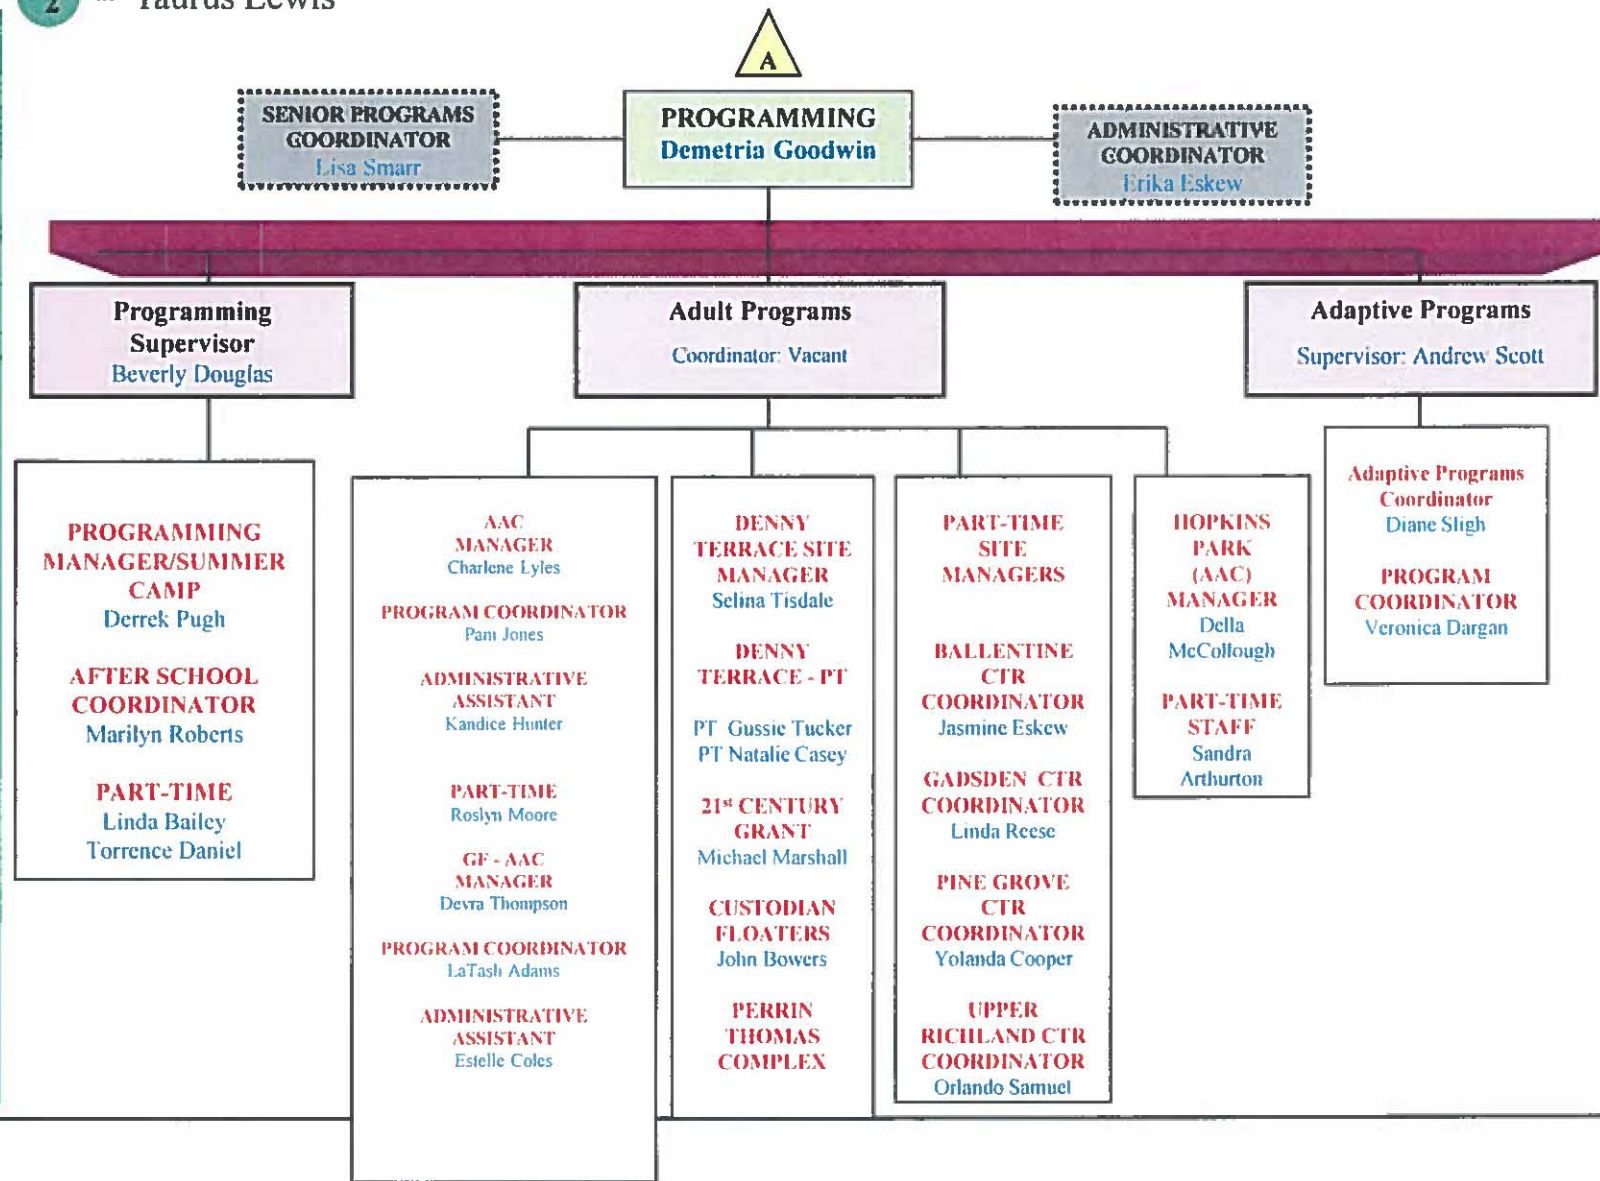 2 Taurus Lewis
A
SENIOR PROGRAMS
COORDINATOR
Lisa Smarr
PROGRAMMING
Demetria Goodwin
ADMINISTRATIVE
COORDINATOR
Erika Eskew
Programming
Supervisor
Beverly Douglas
Adult Programs
Coordinator: Vacant
Adaptive Programs
Supervisor: Andrew Scott
PROGRAMMING
MANAGER/SUMMER
CAMP
Derrek Pugh
AFTER SCHOOL
COORDINATOR
Marilyn Roberts
PART-TIME
Linda Bailey
Torrence Daniel
AAC
MANAGER
Charlene Lyles
PROGRAM COORDINATOR
Pam Jones
ADMINISTRATIVE
ASSISTANT
Kandice Hunter
PART-TIME
Roslyn Moore
GF - AAC
MANAGER
Devra Thompson
PROGRAM COORDINATOR
LaTash Adams
ADMINISTRATIVE
ASSISTANT
Estelle Coles
DENNY
TERRACE SITE
MANAGER
Selina Tisdale
DENNY
TERRACE - PT
PT Gussie Tucker
PT Natalie Casey
21st CENTURY
GRANT
Michael Marshall
CUSTODIAN
FLOATERS
John Bowers
PERRIN
THOMAS
COMPLEX
PART-TIME
SITE
MANAGERS
BALLENTINE
CTR
COORDINATOR
Jasmine Eskew
GADSDEN CTR
COORDINATOR
Linda Reese
PINE GROVE
CTR
COORDINATOR
Yolanda Cooper
UPPER
RICHLAND CTR
COORDINATOR
Orlando Samuel
HOPKINS
PARK
(AAC)
MANAGER
Della
McCollough
PART-TIME
STAFF
Sandra
Arthurton
Adaptive Programs
Coordinator
Diane Sligh
PROGRAM
COORDINATOR
Veronica Dargan